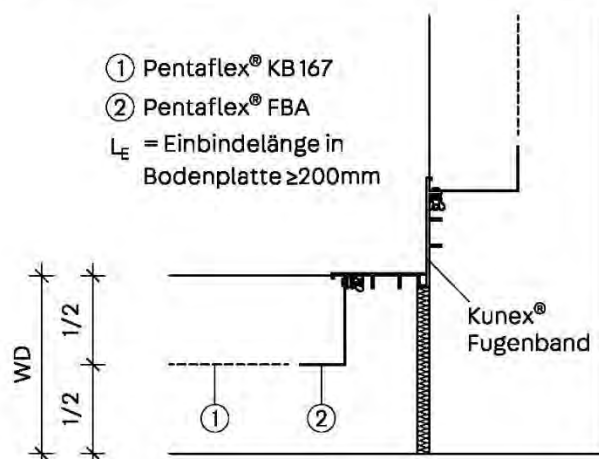 ① Pentaflex® KB 167
② Pentaflex® FBA
L_E = Einbindelänge in
Bodenplatte ≥200mm
Kunex®
Fugenband
WD
1/2
1/2
①
②